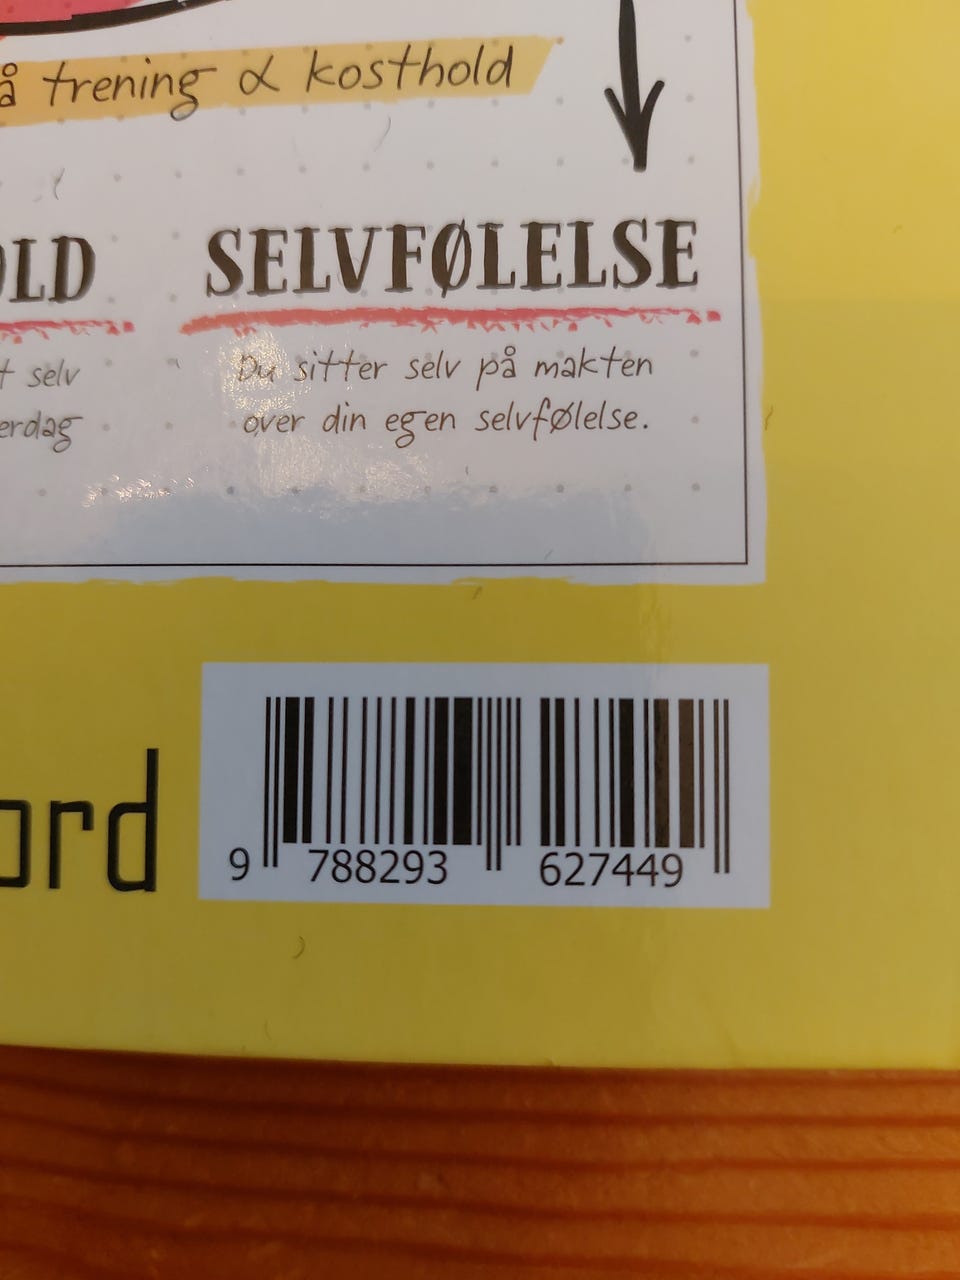 å trening & kosthold
OLD SELVFØLELSE
t selv Du sitter selv på makten
erdag over din egen selvfølelse.
ord
9 788293 627449